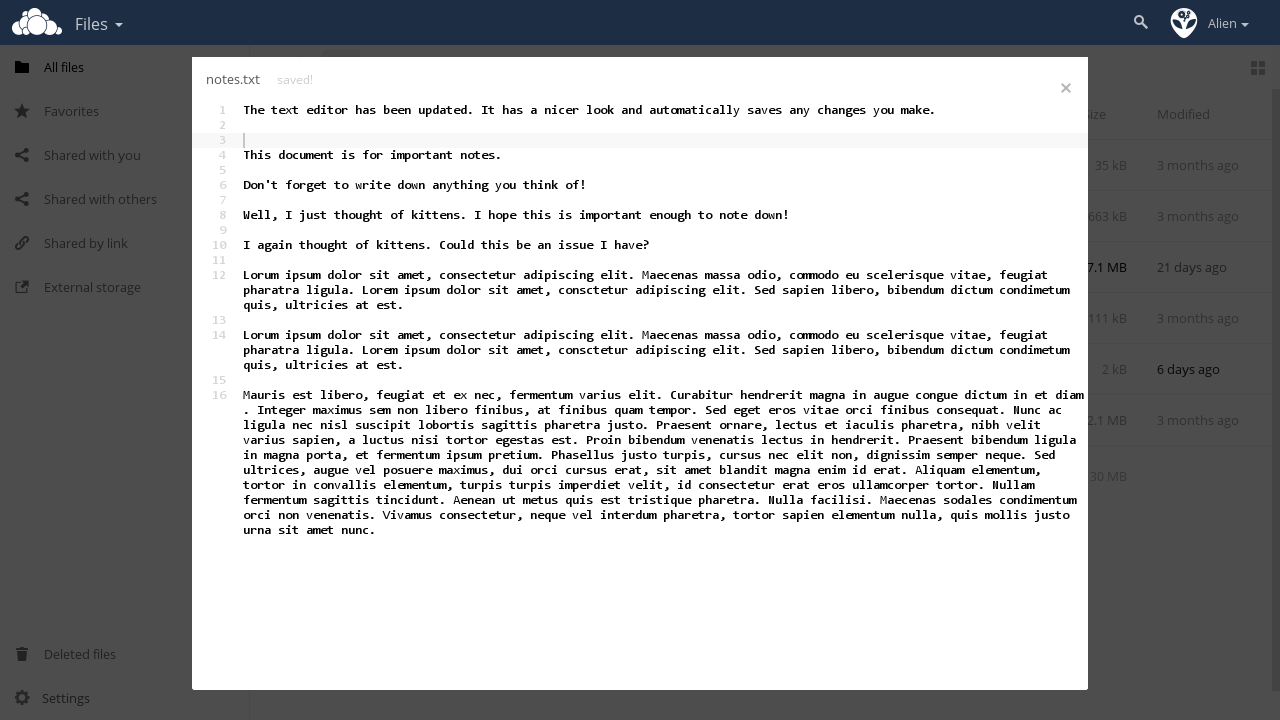 Files
Alien
All files
Favorites
Shared with you
Shared with others
Shared by link
External storage
Deleted files
Settings
notes.txt saved!
1 The text editor has been updated. It has a nicer look and automatically saves any changes you make.
2
3
4 This document is for important notes.
5
6 Don't forget to write down anything you think of!
7
8 Well, I just thought of kittens. I hope this is important enough to note down!
9
10 I again thought of kittens. Could this be an issue I have?
11
12 Lorum ipsum dolor sit amet, consectetur adipiscing elit. Maecenas massa odio, commodo eu scelerisque vitae, feugiat
pharatra ligula. Lorem ipsum dolor sit amet, consctetur adipiscing elit. Sed sapien libero, bibendum dictum condimetum
quis, ultricies at est.
13
14 Lorum ipsum dolor sit amet, consectetur adipiscing elit. Maecenas massa odio, commodo eu scelerisque vitae, feugiat
pharatra ligula. Lorem ipsum dolor sit amet, consctetur adipiscing elit. Sed sapien libero, bibendum dictum condimetum
quis, ultricies at est.
15
16 Mauris est libero, feugiat et ex nec, fermentum varius elit. Curabitur hendrerit magna in augue congue dictum in et diam
. Integer maximus sem non libero finibus, at finibus quam tempor. Sed eget eros vitae orci finibus consequat. Nunc ac
ligula nec nisl suscipit lobortis sagittis pharetra justo. Praesent ornare, lectus et iaculis pharetra, nibh velit
varius sapien, a luctus nisi tortor egestas est. Proin bibendum venenatis lectus in hendrerit. Praesent bibendum ligula
in magna porta, et fermentum ipsum pretium. Phasellus justo turpis, cursus nec elit non, dignissim semper neque. Sed
ultrices, augue vel posuere maximus, dui orci cursus erat, sit amet blandit magna enim id erat. Aliquam elementum,
tortor in convallis elementum, turpis turpis imperdiet velit, id consectetur erat eros ullamcorper tortor. Nullam
fermentum sagittis tincidunt. Aenean ut metus quis est tristique pharetra. Nulla facilisi. Maecenas sodales condimentum
orci non venenatis. Vivamus consectetur, neque vel interdum pharetra, tortor sapien elementum nulla, quis mollis justo
urna sit amet nunc.
Modified
35 kB 3 months ago
663 kB 3 months ago
7.1 MB 21 days ago
111 kB 3 months ago
2 kB 6 days ago
2.1 MB 3 months ago
30 MB